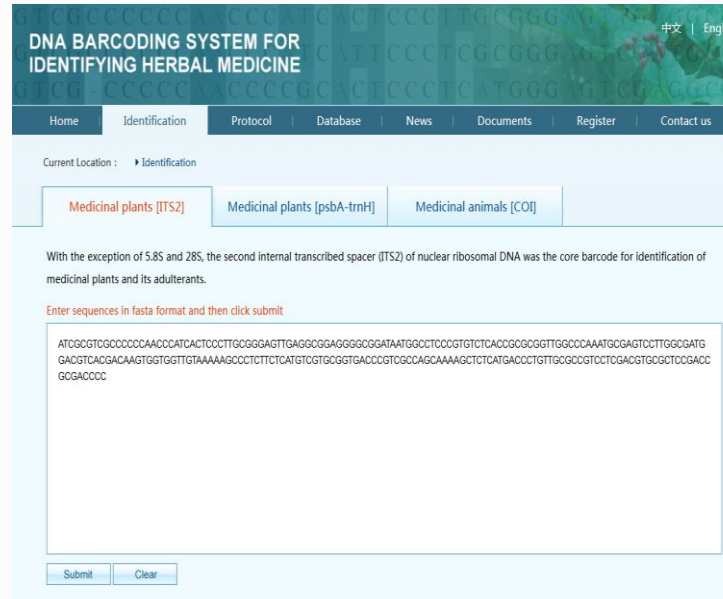 DNA BARCODING SYSTEM FOR
IDENTIFYING HERBAL MEDICINE
中文 | Engl
Home | Identification Protocol | Database | News | Documents | Register | Contact us
Current Location : Identification
Medicinal plants [ITS2] Medicinal plants [psbA-trnH] Medicinal animals [COI]
With the exception of 5.8S and 28S, the second internal transcribed spacer (ITS2) of nuclear ribosomal DNA was the core barcode for identification of
medicinal plants and its adulterants.
Enter sequences in fasta format and then click submit
ATCGCGTCGCCCCCCAACCCATCACTCCCTTGCGGGAGTTGAGGCGGAGGGGCGGATAATGGCCTCCCGTGTCTCACCGCGCGGTTGGCCCAAATGCGAGTCCTTGGCGATG
GACGTCACGACAAGTGGTGGTTGTAAAAAGCCCTCTTCTCATGTCGTGCGGTGACCCGTCGCCAGCAAAAGCTCTCATGACCCTGTTGCGCCGTCCTCGACGTGCGCTCCGACC
GCGACCCC
Submit Clear